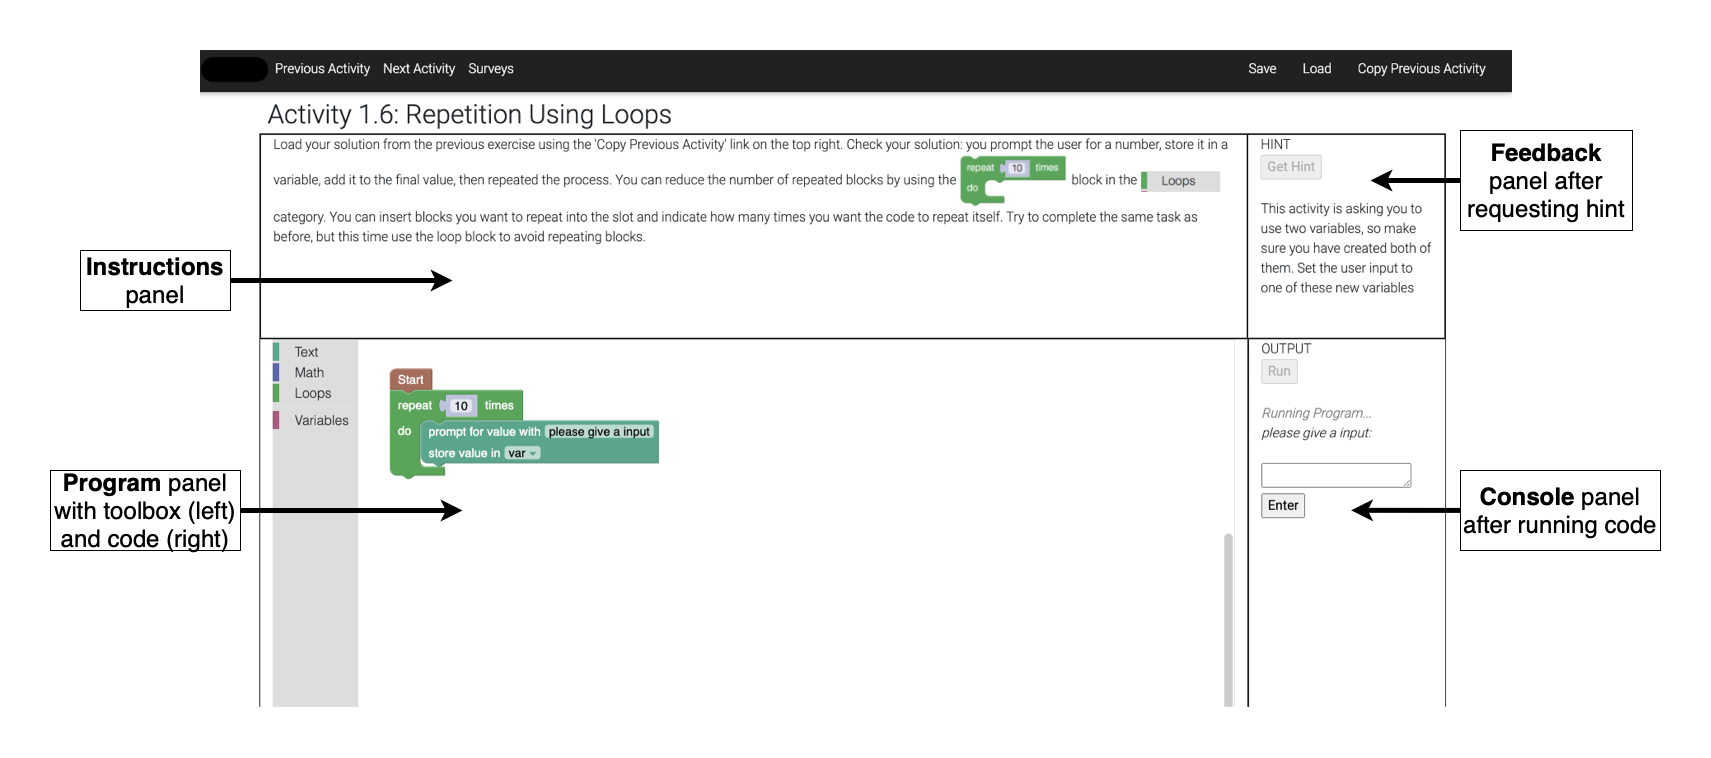 Previous Activity Next Activity Surveys Save Load Copy Previous Activity
Activity 1.6: Repetition Using Loops
Load your solution from the previous exercise using the 'Copy Previous Activity' link on the top right. Check your solution: you prompt the user for a number, store it in a
variable, add it to the final value, then repeated the process. You can reduce the number of repeated blocks by using the repeat 10 times do block in the Loops
category. You can insert blocks you want to repeat into the slot and indicate how many times you want the code to repeat itself. Try to complete the same task as
before, but this time use the loop block to avoid repeating blocks.
HINT
Get Hint
This activity is asking you to
use two variables, so make
sure you have created both of
them. Set the user input to
one of these new variables
Feedback
panel after
requesting hint
Instructions
panel
Text
Math
Loops
Variables
Start
repeat 10 times
do prompt for value with please give a input
store value in var
OUTPUT
Run
Running Program...
please give a input:
Enter
Program panel
with toolbox (left)
and code (right)
Console panel
after running code